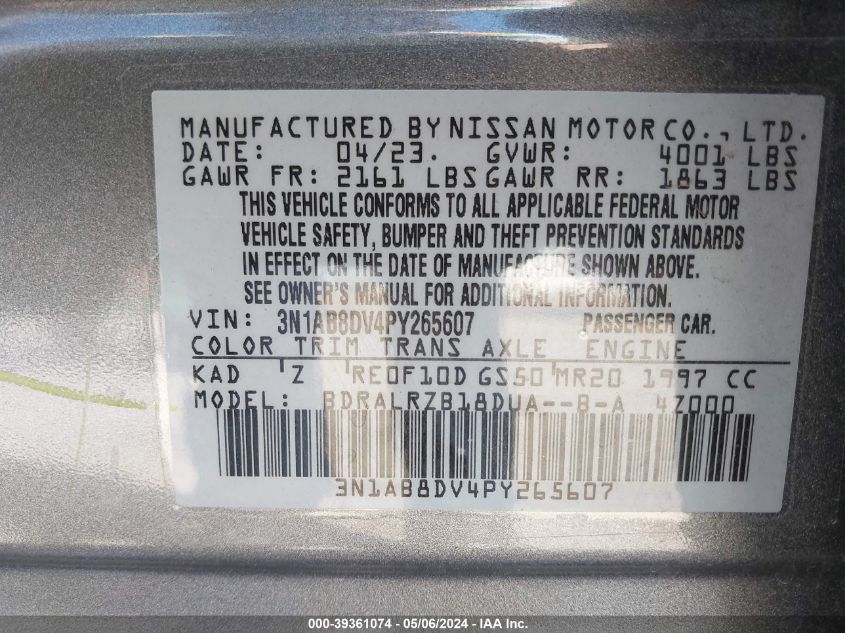 MANUFACTURED BY NISSAN MOTOR CO., LTD.
DATE: 04/23. GVWR: 4001 LBS
GAWR FR: 2161 LBS GAWR RR: 1863 LBS
THIS VEHICLE CONFORMS TO ALL APPLICABLE FEDERAL MOTOR
VEHICLE SAFETY, BUMPER AND THEFT PREVENTION STANDARDS
IN EFFECT ON THE DATE OF MANUFACTURE SHOWN ABOVE.
SEE OWNER'S MANUAL FOR ADDITIONAL INFORMATION.
VIN: 3N1AB8DV4PY265607 PASSENGER CAR.
COLOR TRIM TRANS AXLE ENGINE
KAD Z RE0F10D GS50 MR20 1997 CC
MODEL: BDRALRZB18DUA--B-A 4Z000
3N1AB8DV4PY265607
000-39361074 - 05/06/2024 - IAA Inc.